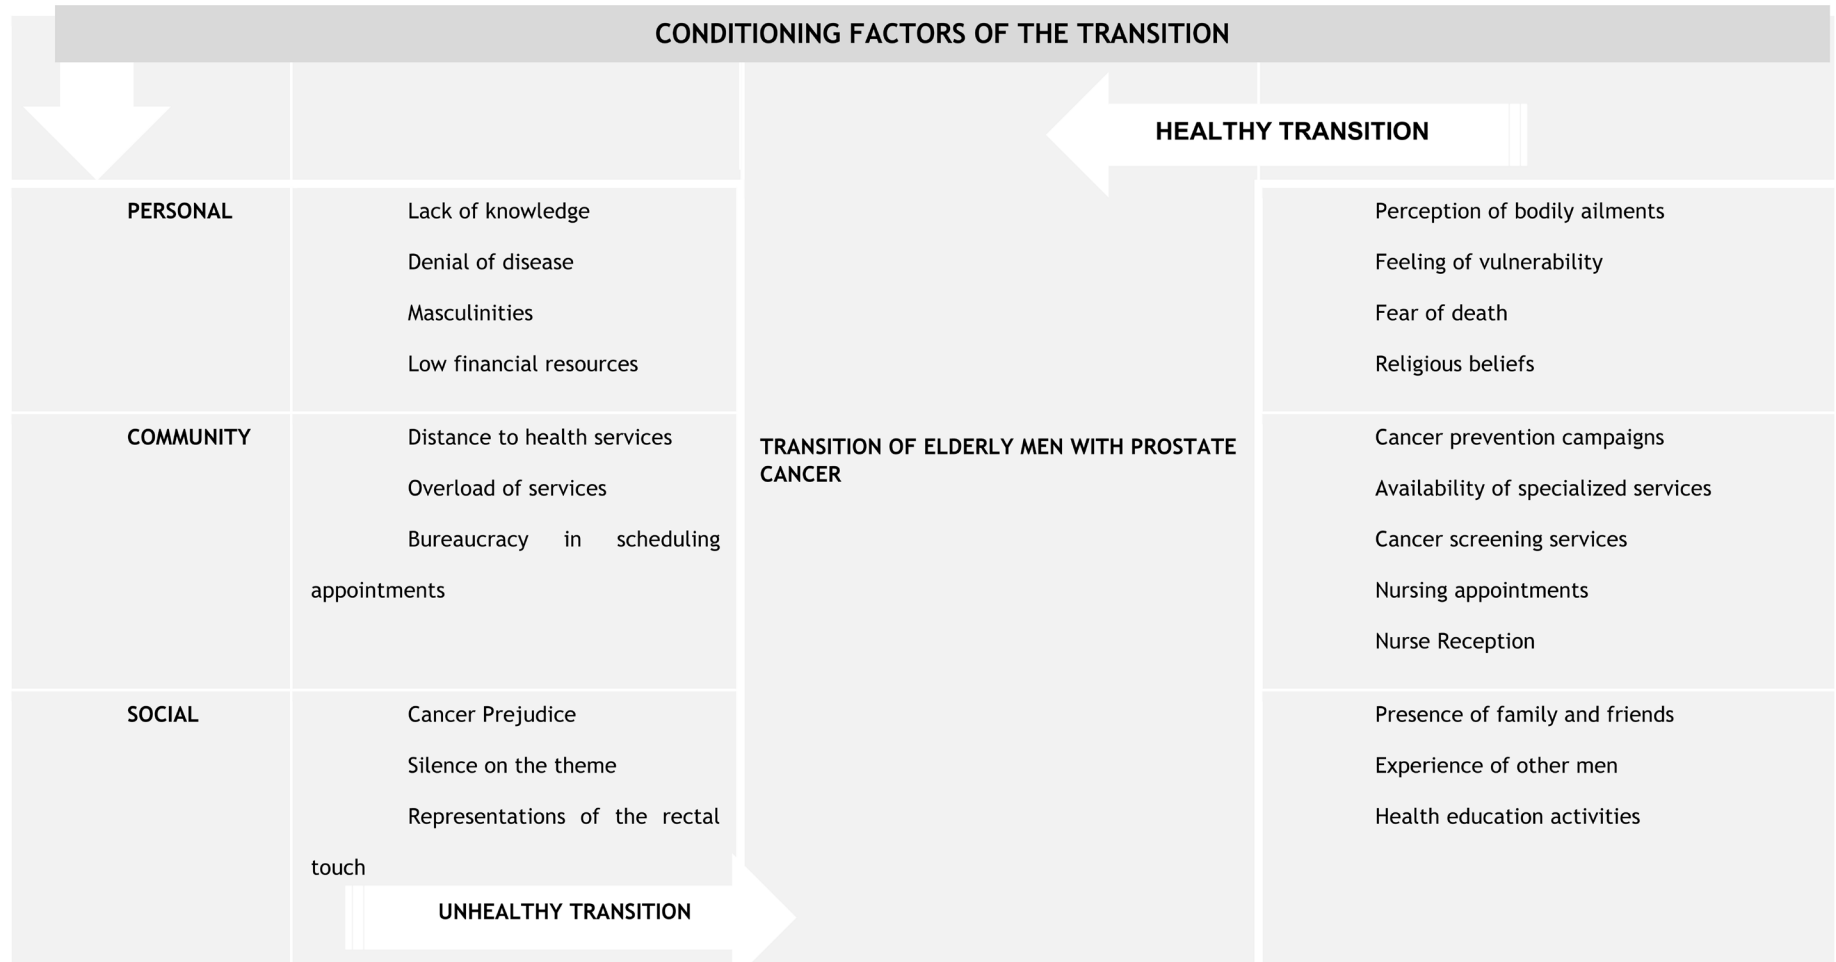 CONDITIONING FACTORS OF THE TRANSITION
HEALTHY TRANSITION
PERSONAL
Lack of knowledge
Denial of disease
Masculinities
Low financial resources
Perception of bodily ailments
Feeling of vulnerability
Fear of death
Religious beliefs
COMMUNITY
Distance to health services
Overload of services
Bureaucracy in scheduling
appointments
TRANSITION OF ELDERLY MEN WITH PROSTATE
CANCER
Cancer prevention campaigns
Availability of specialized services
Cancer screening services
Nursing appointments
Nurse Reception
SOCIAL
Cancer Prejudice
Silence on the theme
Representations of the rectal
touch
Presence of family and friends
Experience of other men
Health education activities
UNHEALTHY TRANSITION